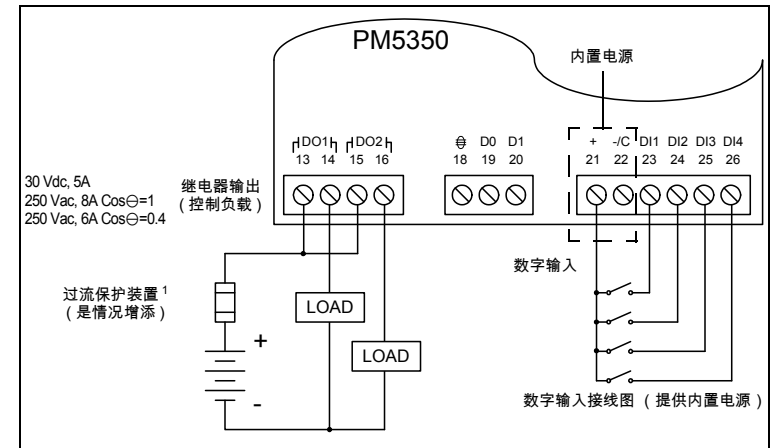 PM5350
内置电源
DO1 DO2 D0 D1 + -/C DI1 DI2 DI3 DI4
13 14 15 16 18 19 20 21 22 23 24 25 26
30 Vdc, 5A
250 Vac, 8A Cos⊖=1
250 Vac, 6A Cos⊖=0.4
继电器输出
（控制负载）
数字输入
过流保护装置 1
（是情况增添）
LOAD
LOAD
+
-
数字输入接线图 （提供内置电源）